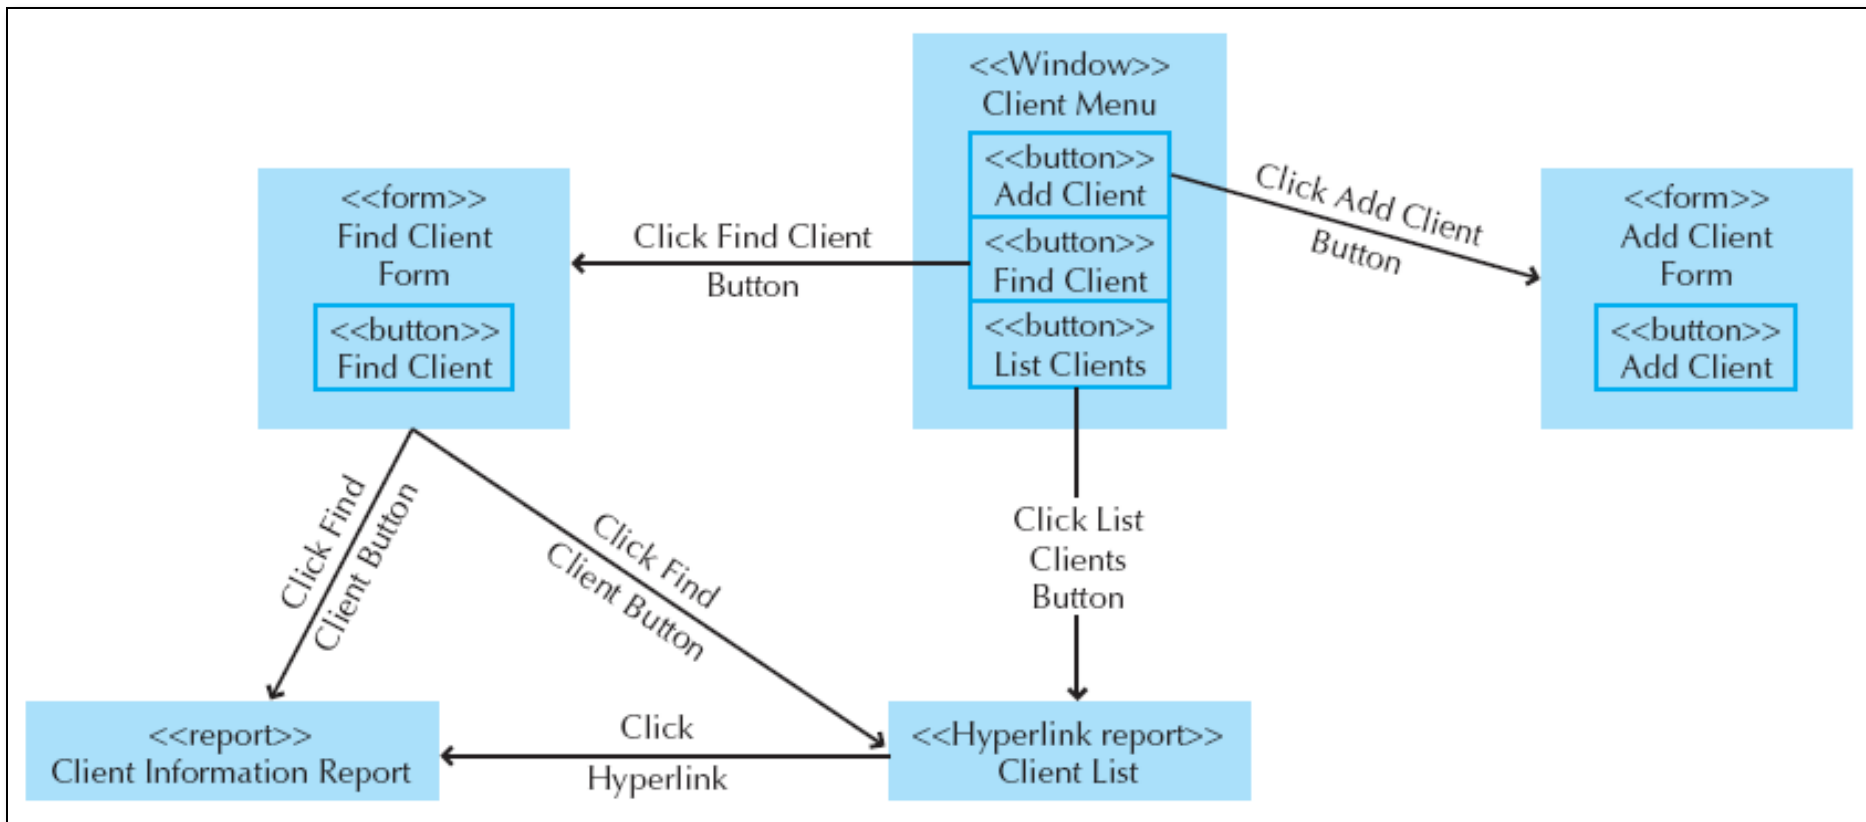 <<Window>>
Client Menu
<<button>>
Add Client
<<button>>
Find Client
<<button>>
List Clients
<<form>>
Find Client
Form
<<button>>
Find Client
Click Find Client
Button
Click Add Client
Button
<<form>>
Add Client
Form
<<button>>
Add Client
Click Find
Client Button
Click Find
Client Button
Click List
Clients
Button
<<report>>
Client Information Report
Click
Hyperlink
<<Hyperlink report>>
Client List